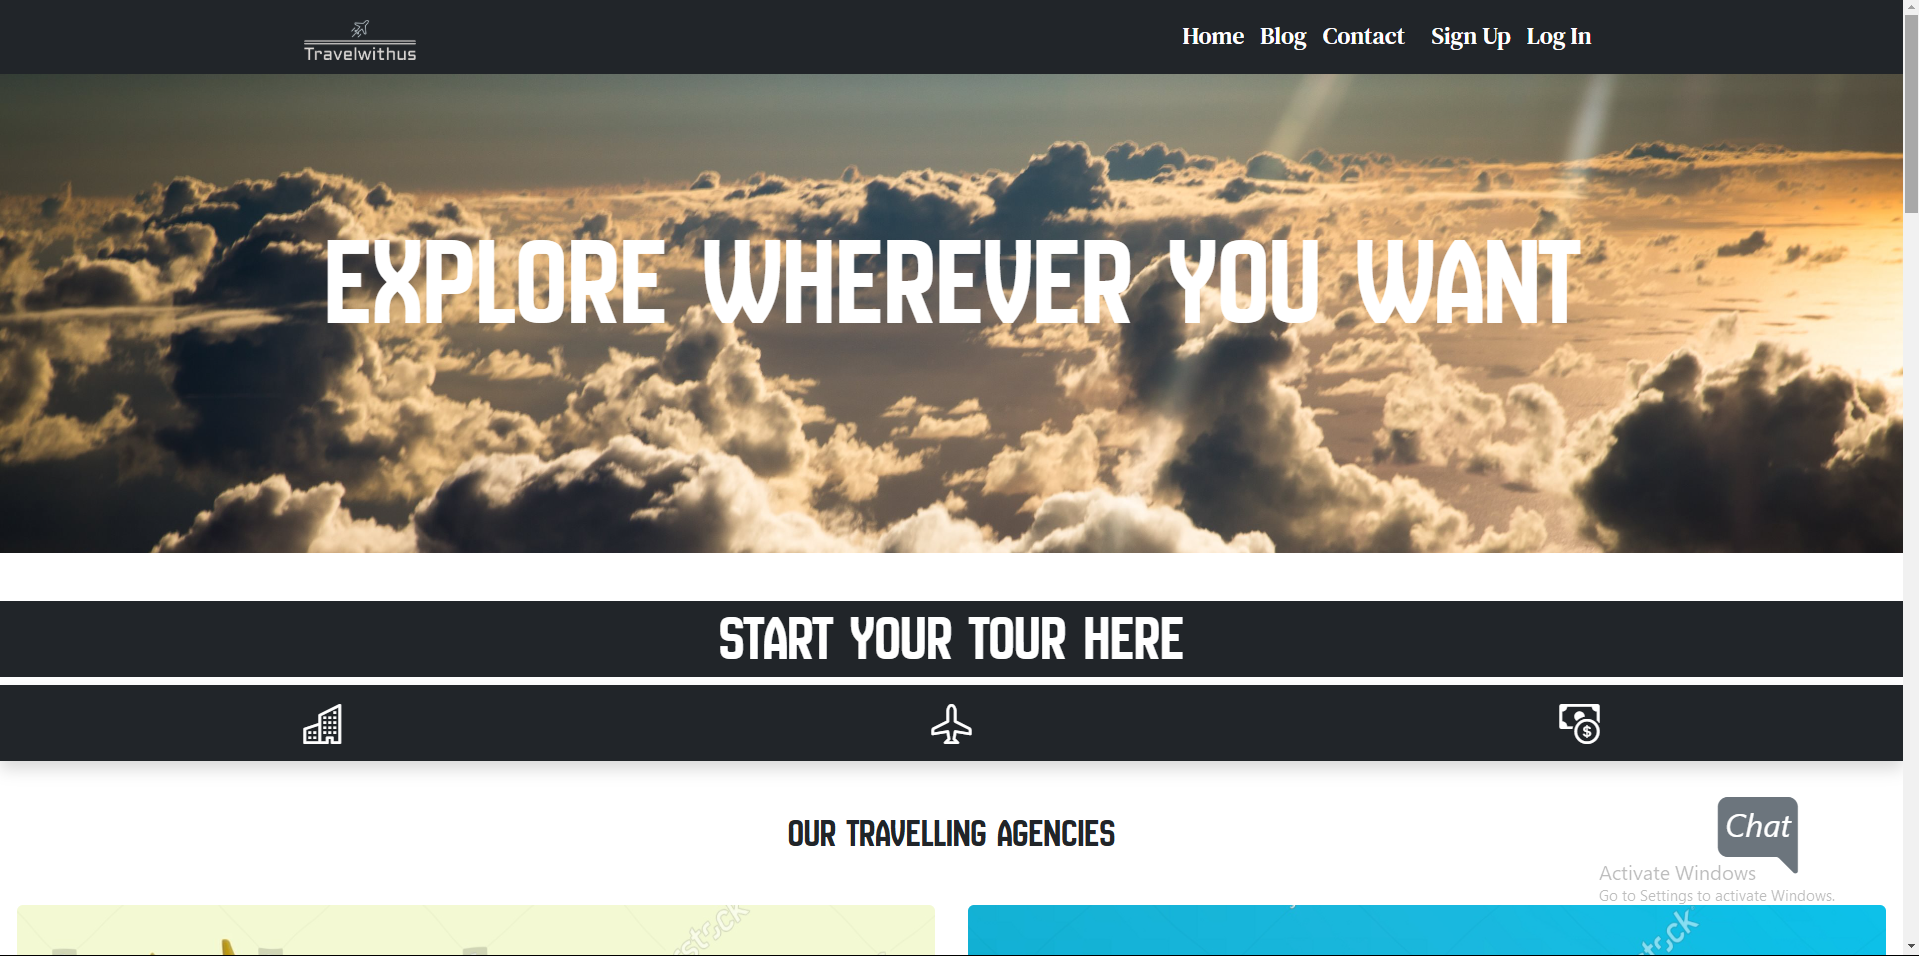 Travelwithus
Home Blog Contact Sign Up Log In
EXPLORE WHEREVER YOU WANT
START YOUR TOUR HERE
$
OUR TRAVELLING AGENCIES
Chat
Activate Windows
Go to Settings to activate Windows.